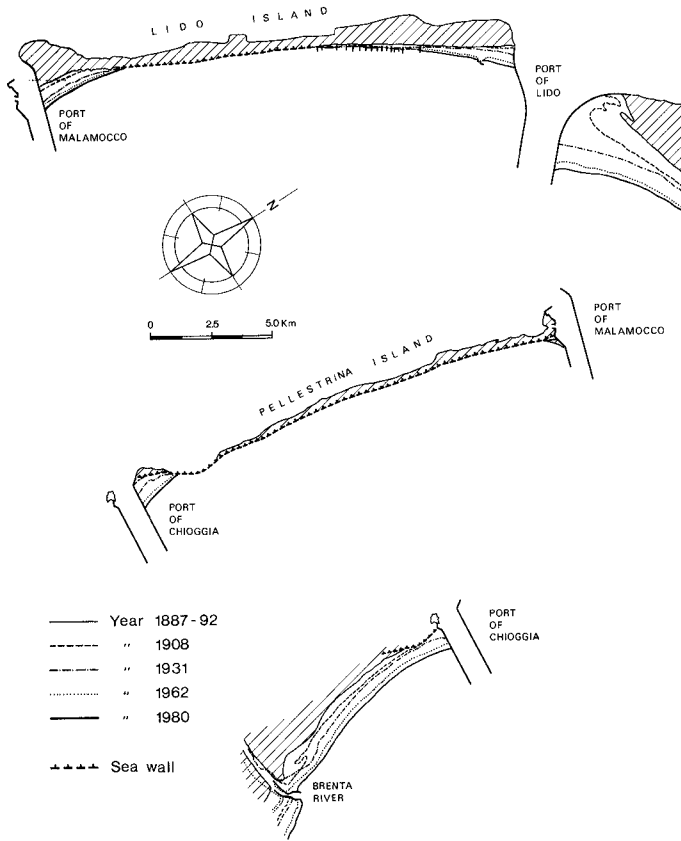 LIDO ISLAND
PORT
OF
MALAMOCCO
PORT
OF
LIDO
N
0 2.5 5.0 Km
PORT
OF
MALAMOCCO
PELLESTRINA ISLAND
PORT
OF
CHIOGGIA
Year 1887-92
" 1908
" 1931
" 1962
" 1980
Sea wall
PORT
OF
CHIOGGIA
BRENTA
RIVER